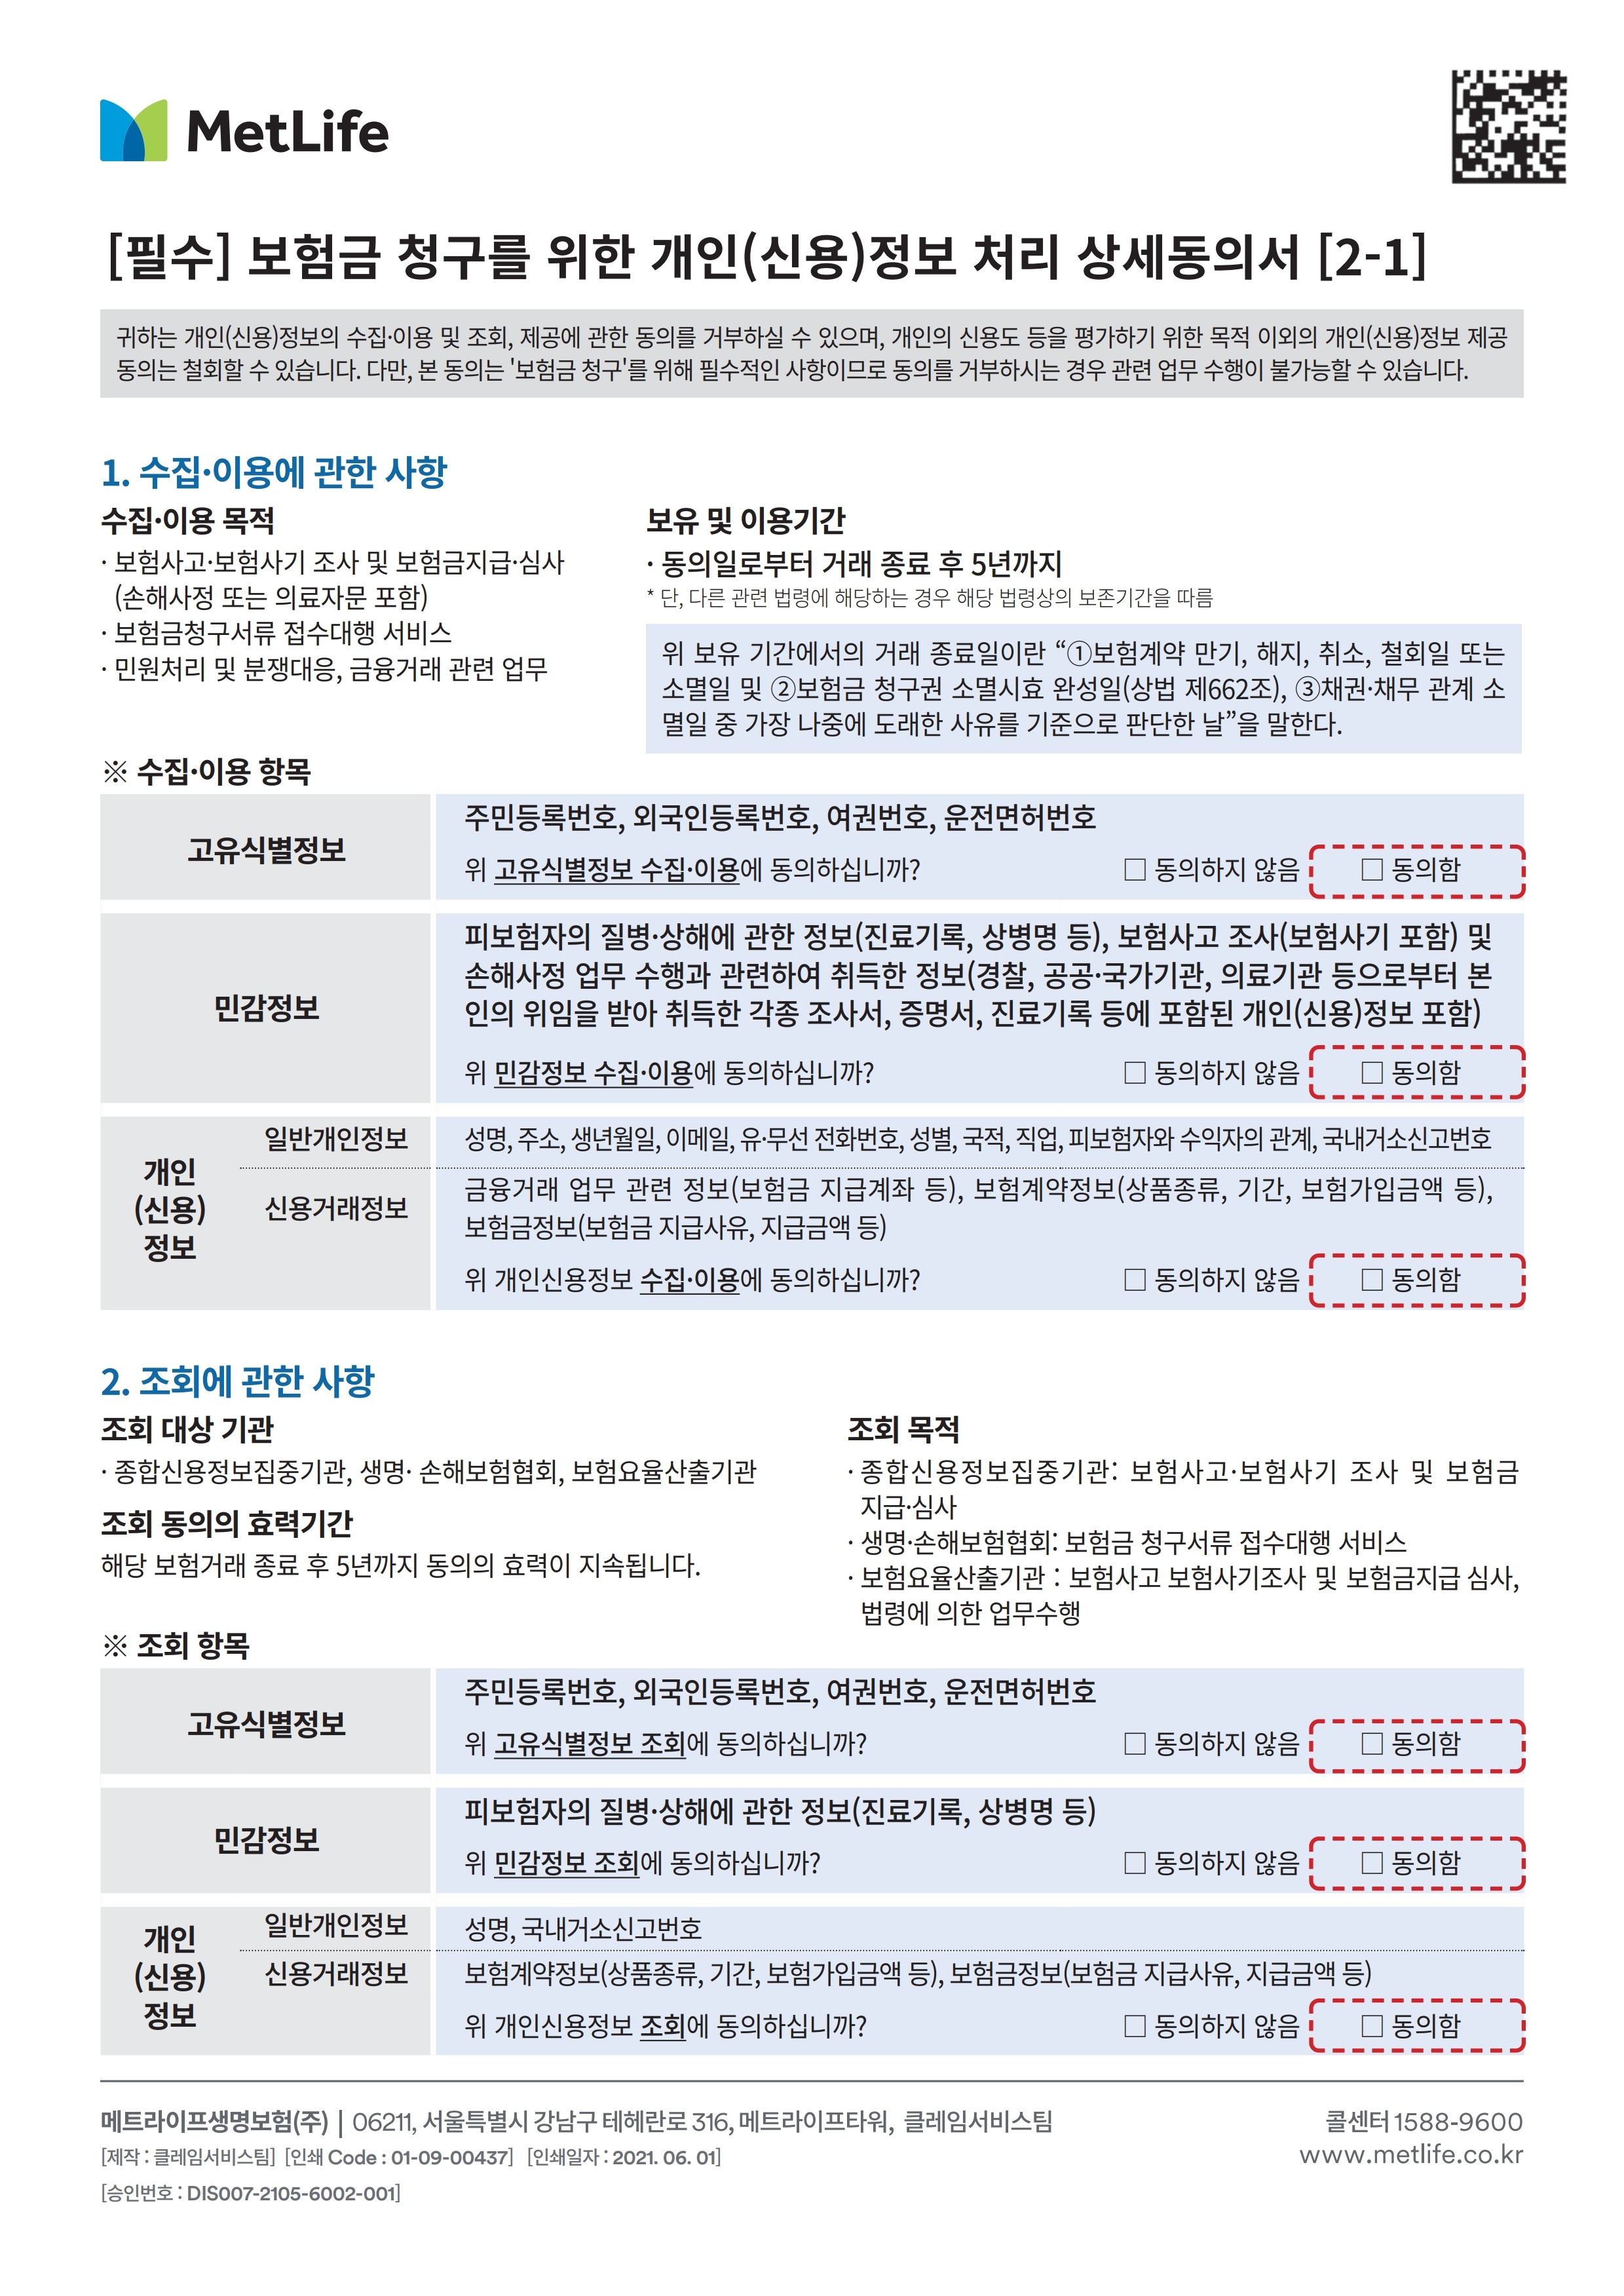 MetLife
[필수] 보험금 청구를 위한 개인(신용)정보 처리 상세동의서 [2-1]
귀하는 개인(신용)정보의 수집·이용 및 조회, 제공에 관한 동의를 거부하실 수 있으며, 개인의 신용도 등을 평가하기 위한 목적 이외의 개인(신용)정보 제공
동의는 철회할 수 있습니다. 다만, 본 동의는 '보험금 청구'를 위해 필수적인 사항이므로 동의를 거부하시는 경우 관련 업무 수행이 불가능할 수 있습니다.
1. 수집·이용에 관한 사항
수집·이용 목적
· 보험사고·보험사기 조사 및 보험금지급·심사
(손해사정 또는 의료자문 포함)
· 보험금청구서류 접수대행 서비스
· 민원처리 및 분쟁대응, 금융거래 관련 업무
보유 및 이용기간
· 동의일로부터 거래 종료 후 5년까지
* 단, 다른 관련 법령에 해당하는 경우 해당 법령상의 보존기간을 따름
위 보유 기간에서의 거래 종료일이란 “①보험계약 만기, 해지, 취소, 철회일 또는
소멸일 및 ②보험금 청구권 소멸시효 완성일(상법 제662조), ③채권·채무 관계 소
멸일 중 가장 나중에 도래한 사유를 기준으로 판단한 날”을 말한다.
※ 수집·이용 항목
고유식별정보
주민등록번호, 외국인등록번호, 여권번호, 운전면허번호
위 고유식별정보 수집·이용에 동의하십니까? □ 동의하지 않음 □ 동의함
민감정보
피보험자의 질병·상해에 관한 정보(진료기록, 상병명 등), 보험사고 조사(보험사기 포함) 및
손해사정 업무 수행과 관련하여 취득한 정보(경찰, 공공·국가기관, 의료기관 등으로부터 본
인의 위임을 받아 취득한 각종 조사서, 증명서, 진료기록 등에 포함된 개인(신용)정보 포함)
위 민감정보 수집·이용에 동의하십니까? □ 동의하지 않음 □ 동의함
개인
(신용)
정보
일반개인정보
성명, 주소, 생년월일, 이메일, 유·무선 전화번호, 성별, 국적, 직업, 피보험자와 수익자의 관계, 국내거소신고번호
신용거래정보
금융거래 업무 관련 정보(보험금 지급계좌 등), 보험계약정보(상품종류, 기간, 보험가입금액 등),
보험금정보(보험금 지급사유, 지급금액 등)
위 개인신용정보 수집·이용에 동의하십니까? □ 동의하지 않음 □ 동의함
2. 조회에 관한 사항
조회 대상 기관
· 종합신용정보집중기관, 생명· 손해보험협회, 보험요율산출기관
조회 동의의 효력기간
해당 보험거래 종료 후 5년까지 동의의 효력이 지속됩니다.
조회 목적
· 종합신용정보집중기관: 보험사고·보험사기 조사 및 보험금
지급·심사
· 생명·손해보험협회: 보험금 청구서류 접수대행 서비스
· 보험요율산출기관 : 보험사고 보험사기조사 및 보험금지급 심사,
법령에 의한 업무수행
※ 조회 항목
고유식별정보
주민등록번호, 외국인등록번호, 여권번호, 운전면허번호
위 고유식별정보 조회에 동의하십니까? □ 동의하지 않음 □ 동의함
민감정보
피보험자의 질병·상해에 관한 정보(진료기록, 상병명 등)
위 민감정보 조회에 동의하십니까? □ 동의하지 않음 □ 동의함
개인
(신용)
정보
일반개인정보
성명, 국내거소신고번호
신용거래정보
보험계약정보(상품종류, 기간, 보험가입금액 등), 보험금정보(보험금 지급사유, 지급금액 등)
위 개인신용정보 조회에 동의하십니까? □ 동의하지 않음 □ 동의함
메트라이프생명보험(주) | 06211, 서울특별시 강남구 테헤란로 316, 메트라이프타워, 클레임서비스팀
콜센터 1588-9600
[제작 : 클레임서비스팀] [인쇄 Code : 01-09-00437] [인쇄일자 : 2021. 06. 01]
www.metlife.co.kr
[승인번호 : DIS007-2105-6002-001]